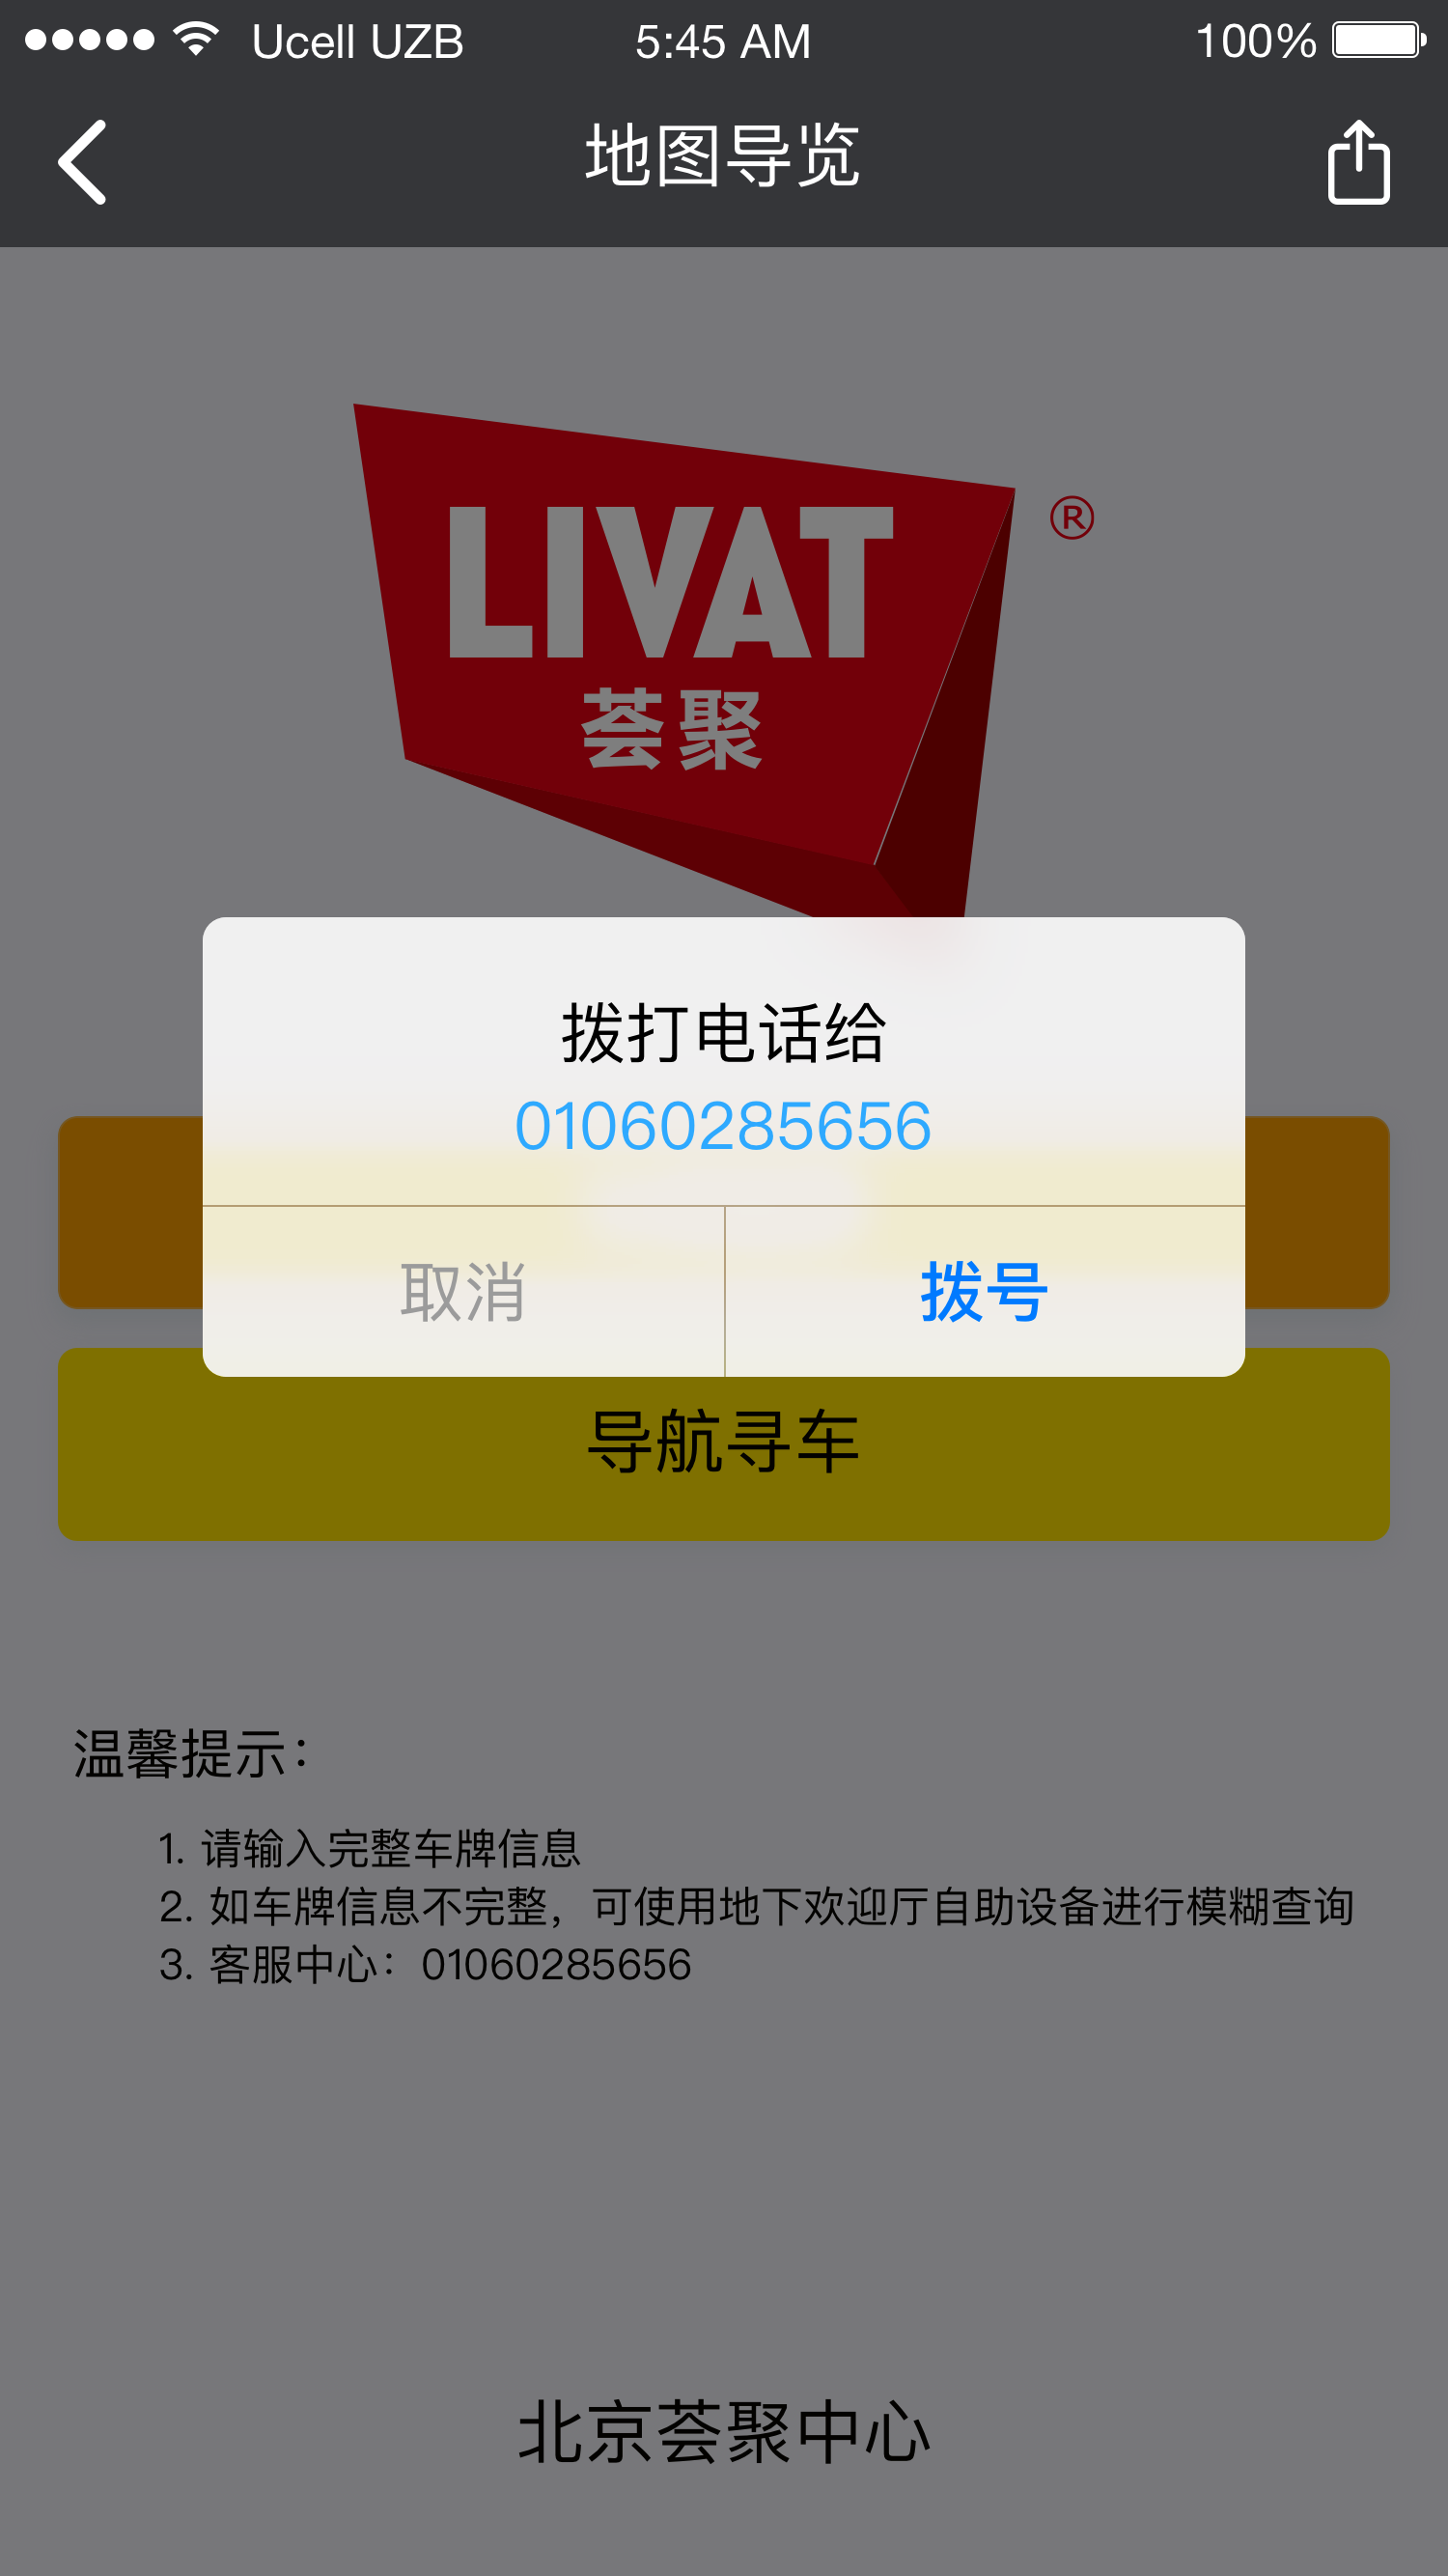 Ucell UZB 5:45 AM 100%
地图导览
LIVAT ®
荟聚
拨打电话给
01060285656
取消 拨号
导航寻车
温馨提示：
1. 请输入完整车牌信息
2. 如车牌信息不完整，可使用地下欢迎厅自助设备进行模糊查询
3. 客服中心：01060285656
北京荟聚中心